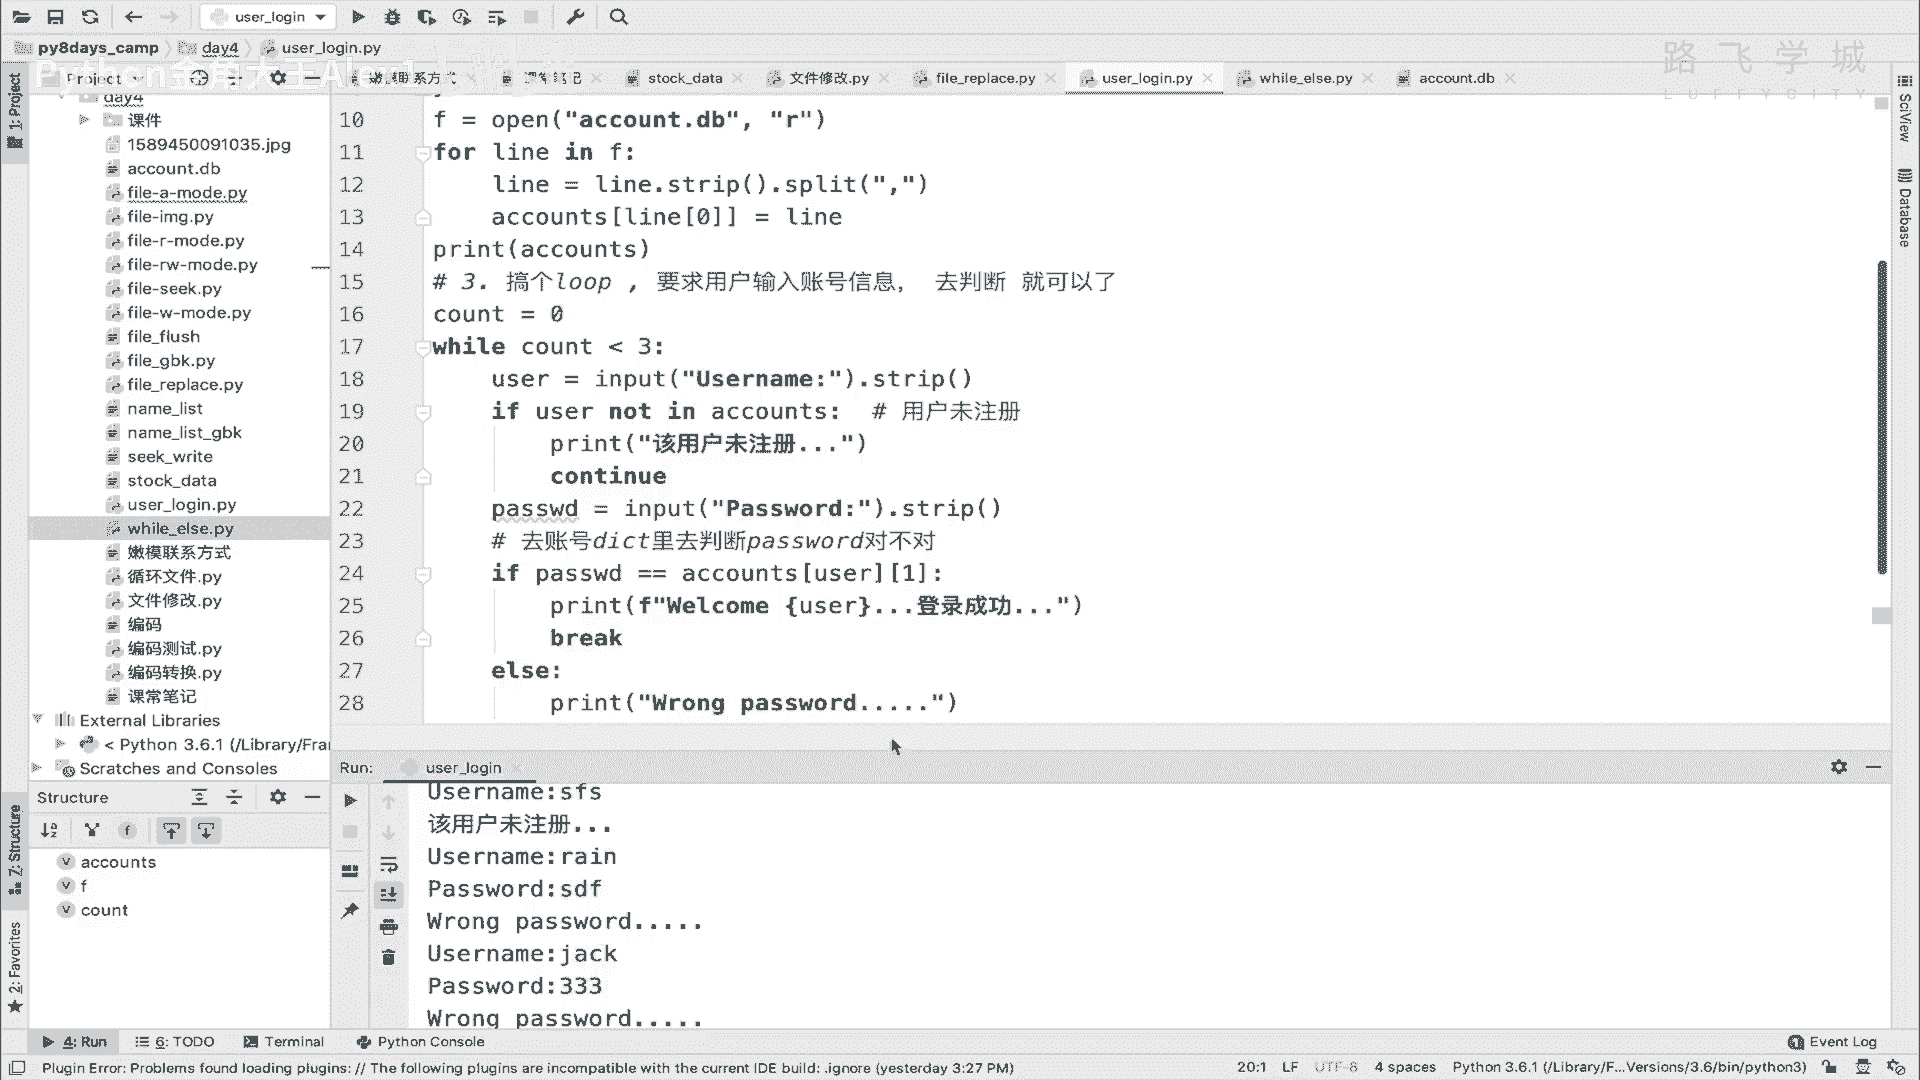 user_login
py8days_camp day4 user_login.py
路飞学城
LUFFYCITY
Project
stock_data 文件修改.py file_replace.py user_login.py while_else.py account.db
1: Project
day4
课件
1589450091035.jpg
account.db
file-a-mode.py
file-img.py
file-r-mode.py
file-rw-mode.py
file-seek.py
file-w-mode.py
file_flush
file_gbk.py
file_replace.py
name_list
name_list_gbk
seek_write
stock_data
user_login.py
while_else.py
嫩模联系方式
循环文件.py
文件修改.py
编码
编码测试.py
编码转换.py
课常笔记
External Libraries
< Python 3.6.1 (/Library/Fra
Scratches and Consoles
10 f = open("account.db", "r")
11 for line in f:
12 line = line.strip().split(",")
13 accounts[line[0]] = line
14 print(accounts)
15 # 3. 搞个loop , 要求用户输入账号信息, 去判断 就可以了
16 count = 0
17 while count < 3:
18 user = input("Username:").strip()
19 if user not in accounts: # 用户未注册
20 print("该用户未注册...")
21 continue
22 passwd = input("Password:").strip()
23 # 去账号dict里去判断password对不对
24 if passwd == accounts[user][1]:
25 print(f"Welcome {user}...登录成功...")
26 break
27 else:
28 print("Wrong password.....")
SciView
Database
Structure
accounts
f
count
7: Structure
2: Favorites
Run: user_login
Username:sfs
该用户未注册...
Username:rain
Password:sdf
Wrong password.....
Username:jack
Password:333
Wrong password.....
4: Run 6: TODO Terminal Python Console Event Log
Plugin Error: Problems found loading plugins: // The following plugins are incompatible with the current IDE build: .ignore (yesterday 3:27 PM) 20:1 LF UTF-8 4 spaces Python 3.6.1 (/Library/F...Versions/3.6/bin/python3)